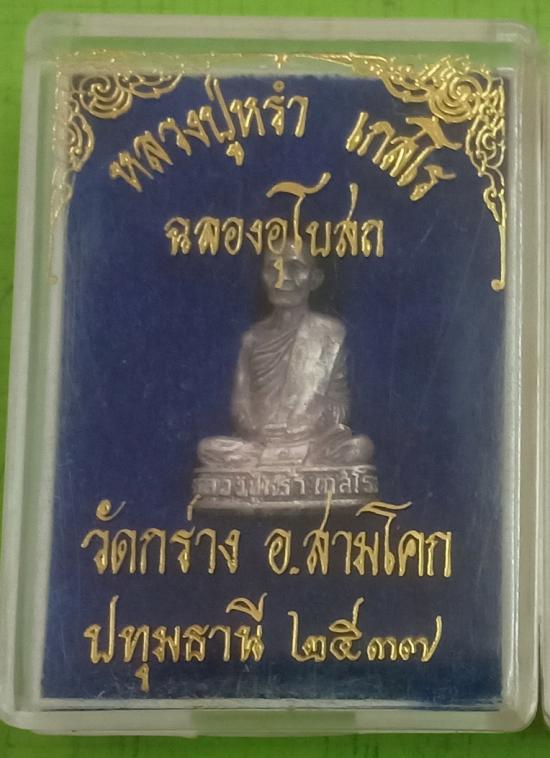 หลวงปู่หร่ำ เกสโร
ฉลองอุโบสถ
หลวงปู่หร่ำ เกสโร
วัดกร่าง อ.สามโคก
ปทุมธานี ๒๕๓๗